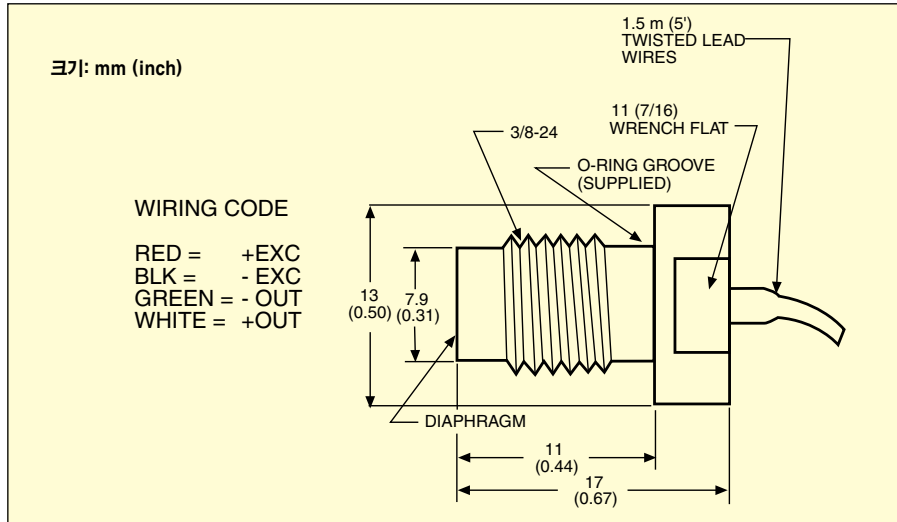 크기: mm (inch)
1.5 m (5')
TWISTED LEAD
WIRES
11 (7/16)
WRENCH FLAT
3/8-24
O-RING GROOVE
(SUPPLIED)
WIRING CODE
RED = +EXC
BLK = - EXC
GREEN = - OUT
WHITE = +OUT
13
(0.50)
7.9
(0.31)
DIAPHRAGM
11
(0.44)
17
(0.67)